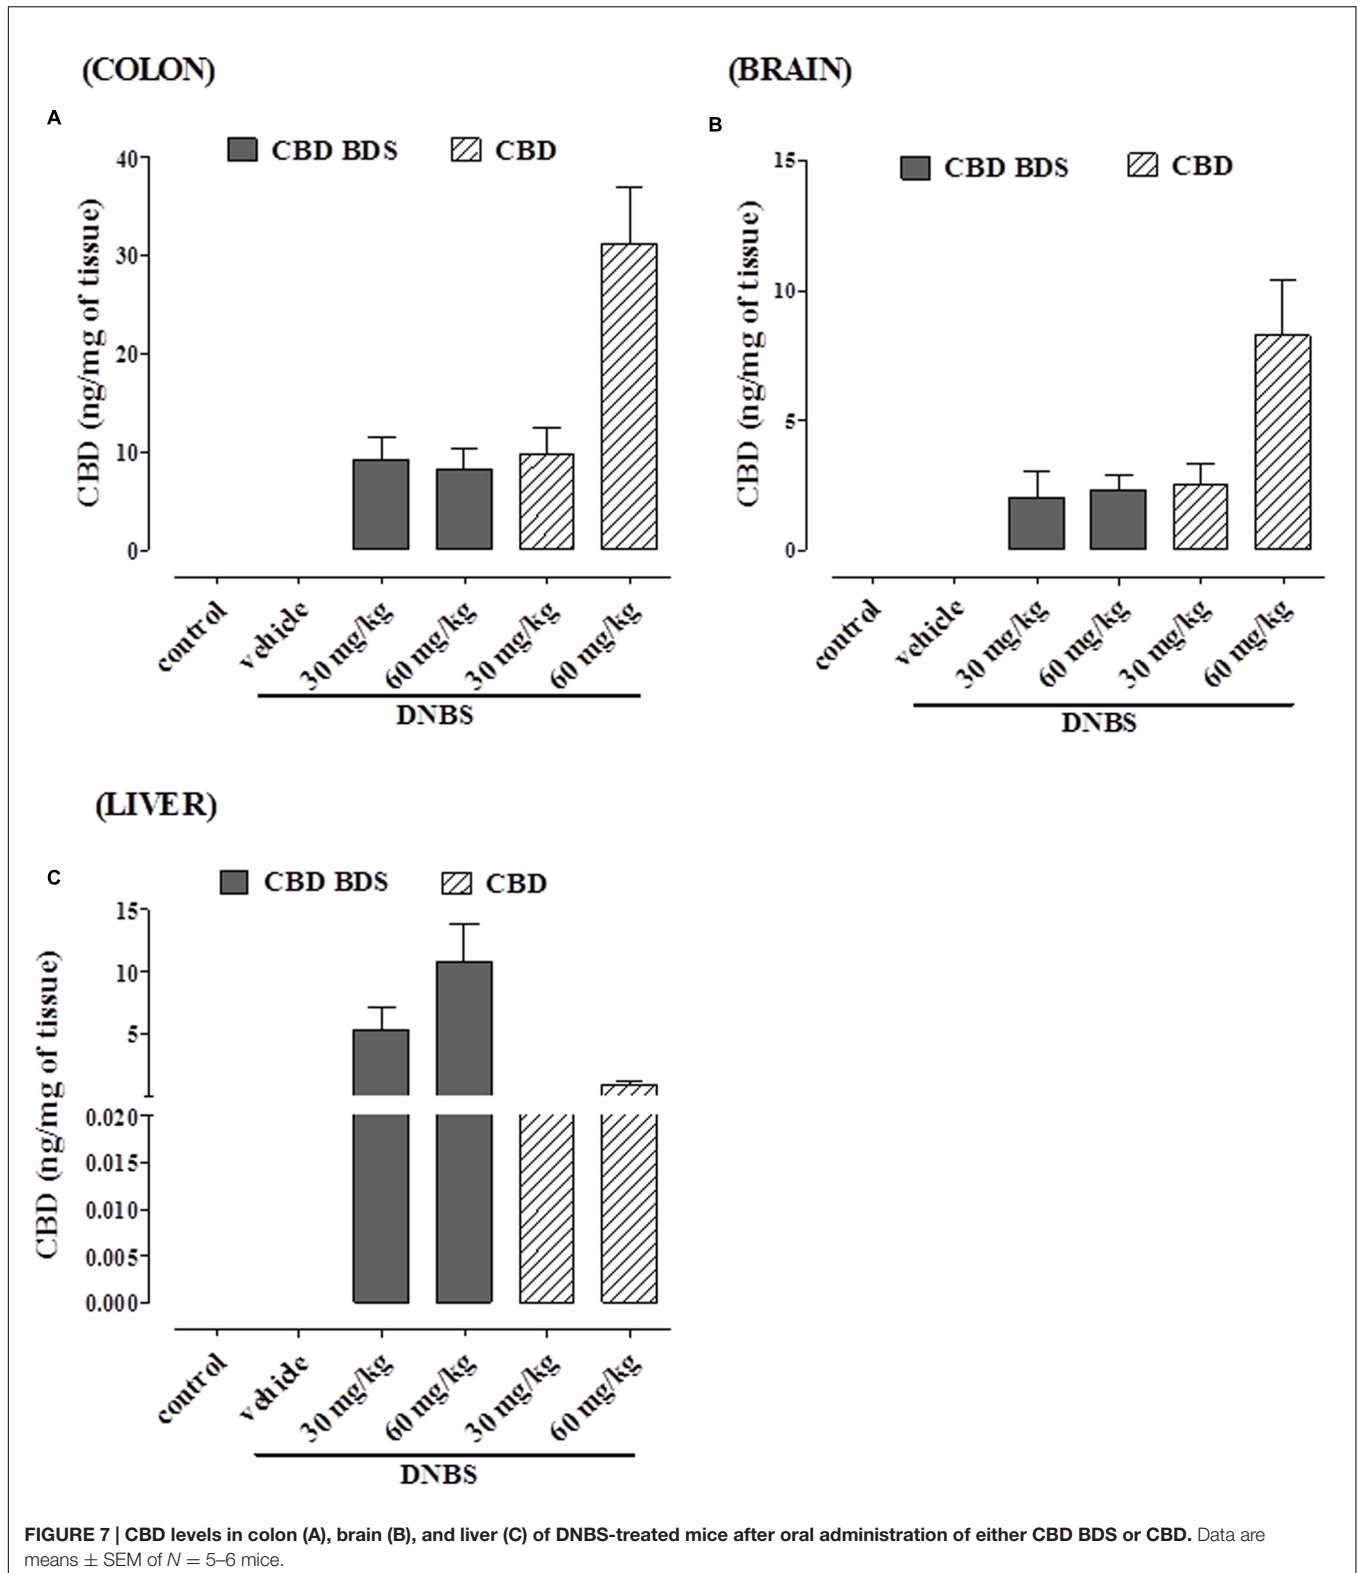 (COLON)
A
CBD BDS CBD
CBD (ng/mg of tissue)
40
30
20
10
0
control vehicle 30 mg/kg 60 mg/kg 30 mg/kg 60 mg/kg
DNBS
(BRAIN)
B
CBD BDS CBD
CBD (ng/mg of tissue)
15
10
5
0
control vehicle 30 mg/kg 60 mg/kg 30 mg/kg 60 mg/kg
DNBS
(LIVER)
C
CBD BDS CBD
CBD (ng/mg of tissue)
15
10
5
0.020
0.015
0.010
0.005
0.000
control vehicle 30 mg/kg 60 mg/kg 30 mg/kg 60 mg/kg
DNBS
FIGURE 7 | CBD levels in colon (A), brain (B), and liver (C) of DNBS-treated mice after oral administration of either CBD BDS or CBD. Data are
means ± SEM of N = 5–6 mice.